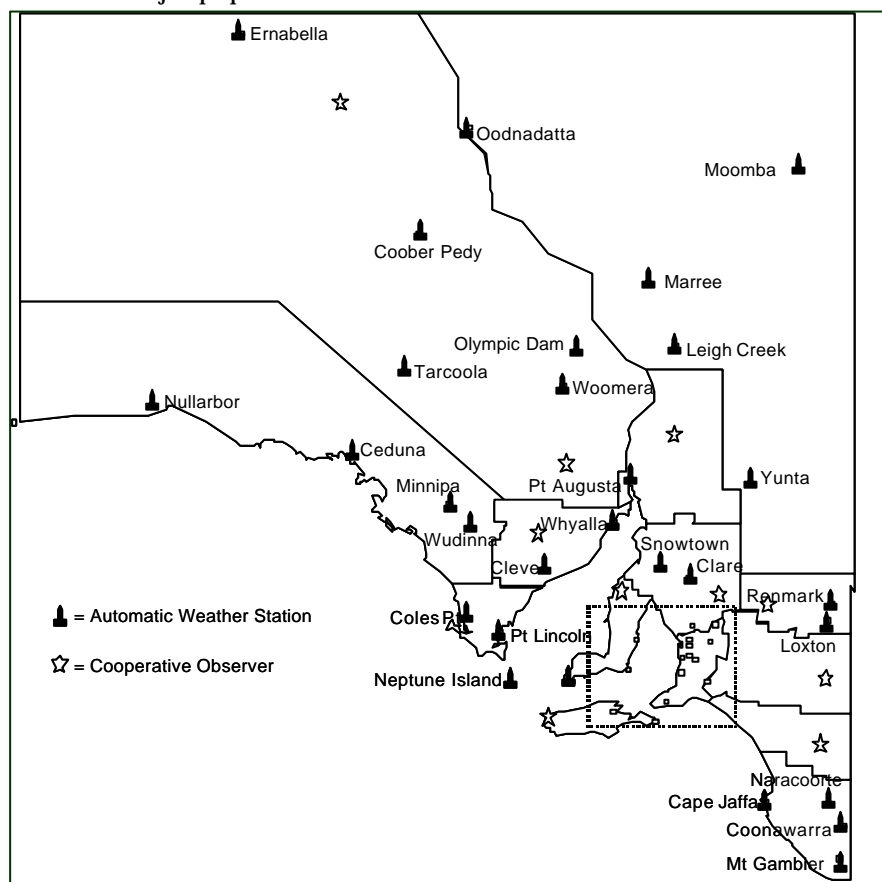 Ernabella
Oodnadatta
Moomba
Coober Pedy
Marree
Olympic Dam
Leigh Creek
Tarcoola
Woomera
Nullarbor
Ceduna
Minnipa
Pt Augusta
Yunta
Wudinna
Whyalla
Snowtown
Cleve
Clare
Renmark
= Automatic Weather Station
Coles Pt
Pt Lincoln
Loxton
= Cooperative Observer
Neptune Island
Naracoorte
Cape Jaffa
Coonawarra
Mt Gambier